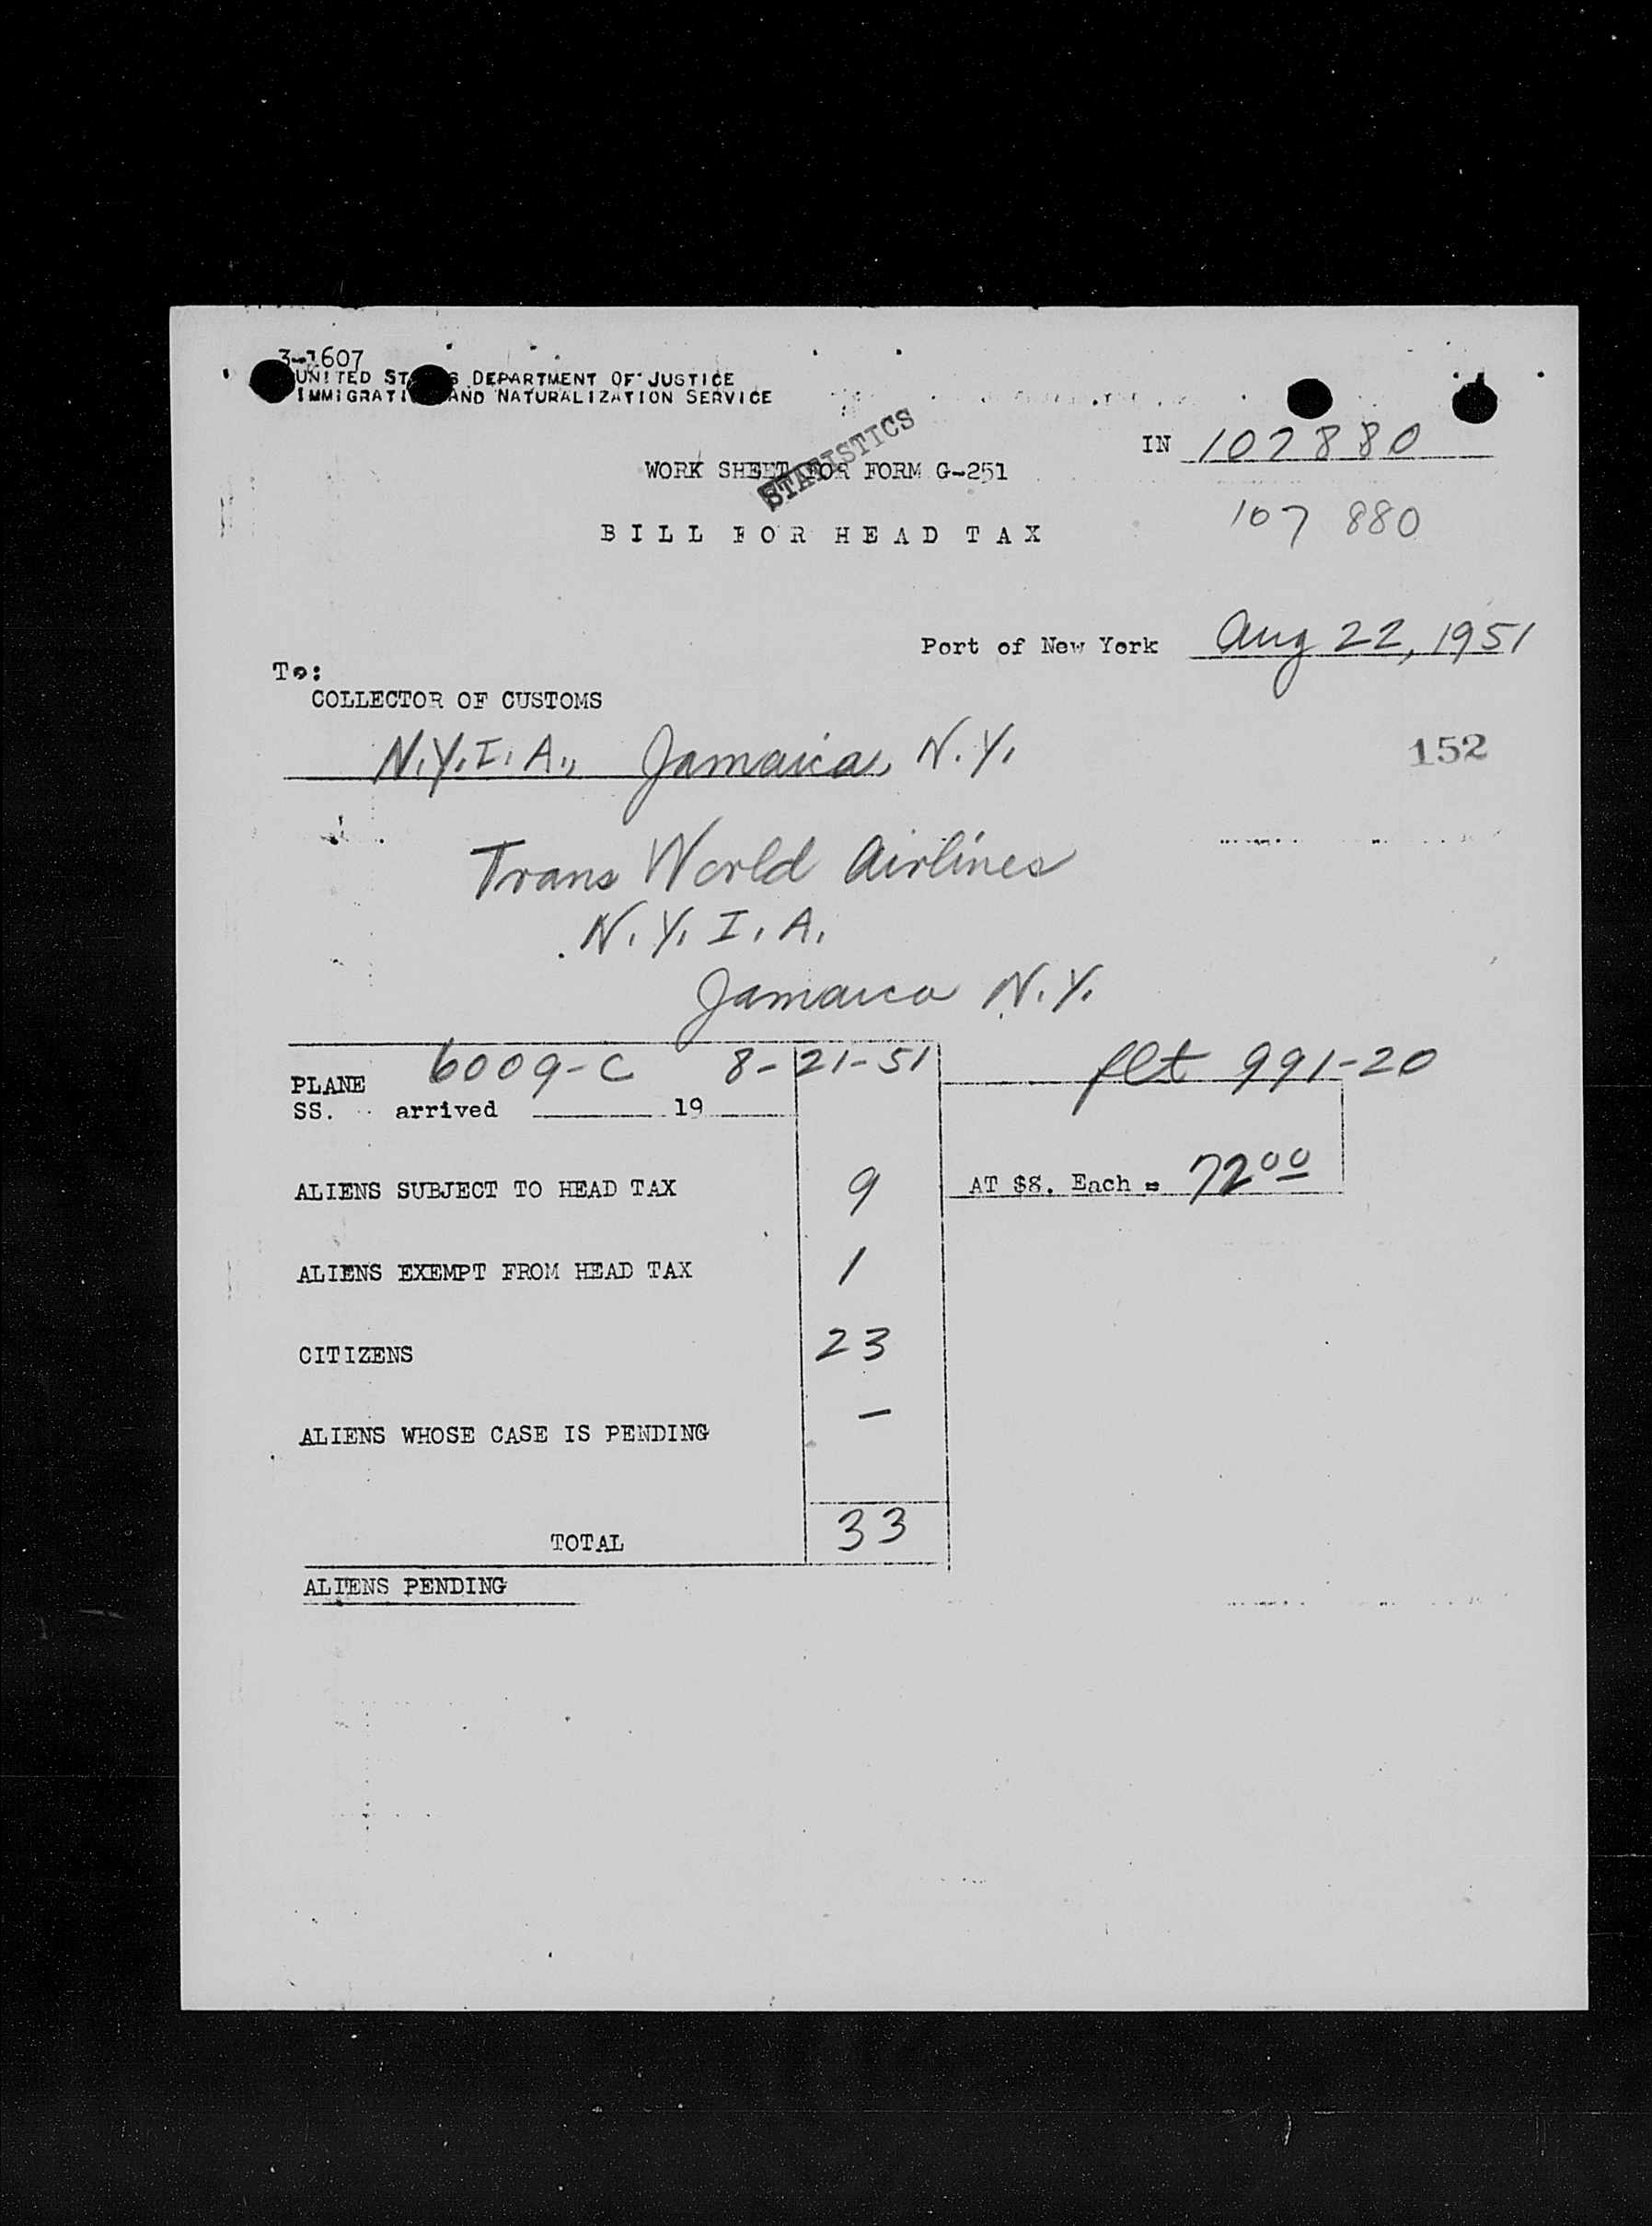 3-1607
UNITED ST S DEPARTMENT OF JUSTICE
IMMIGRATI AND NATURALIZATION SERVICE
STATISTICS
IN 102880
WORK SHEET FOR FORM G-251
107 880
BILL FOR HEAD TAX
Port of New York Aug 22, 1951
To:
COLLECTOR OF CUSTOMS
N.Y.I.A., Jamaica, N.Y.
152
Trans World Airlines
N.Y.I.A.
Jamaica N.Y.
6009-C 8-21-51 flt 991-20
PLANE
SS. arrived 19
ALIENS SUBJECT TO HEAD TAX 9 AT $8. Each = 72 00
ALIENS EXEMPT FROM HEAD TAX 1
CITIZENS 23
ALIENS WHOSE CASE IS PENDING -
TOTAL 33
ALIENS PENDING